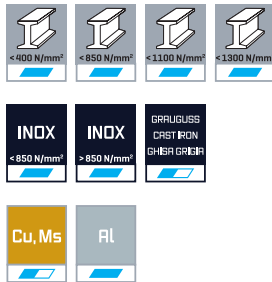 <400 N/mm² <850 N/mm² <1100 N/mm² <1300 N/mm²
INOX INOX GRAUGUSS
CAST IRON
GHISA GRIGIA
<850 N/mm² >850 N/mm²
Cu, Ms Al